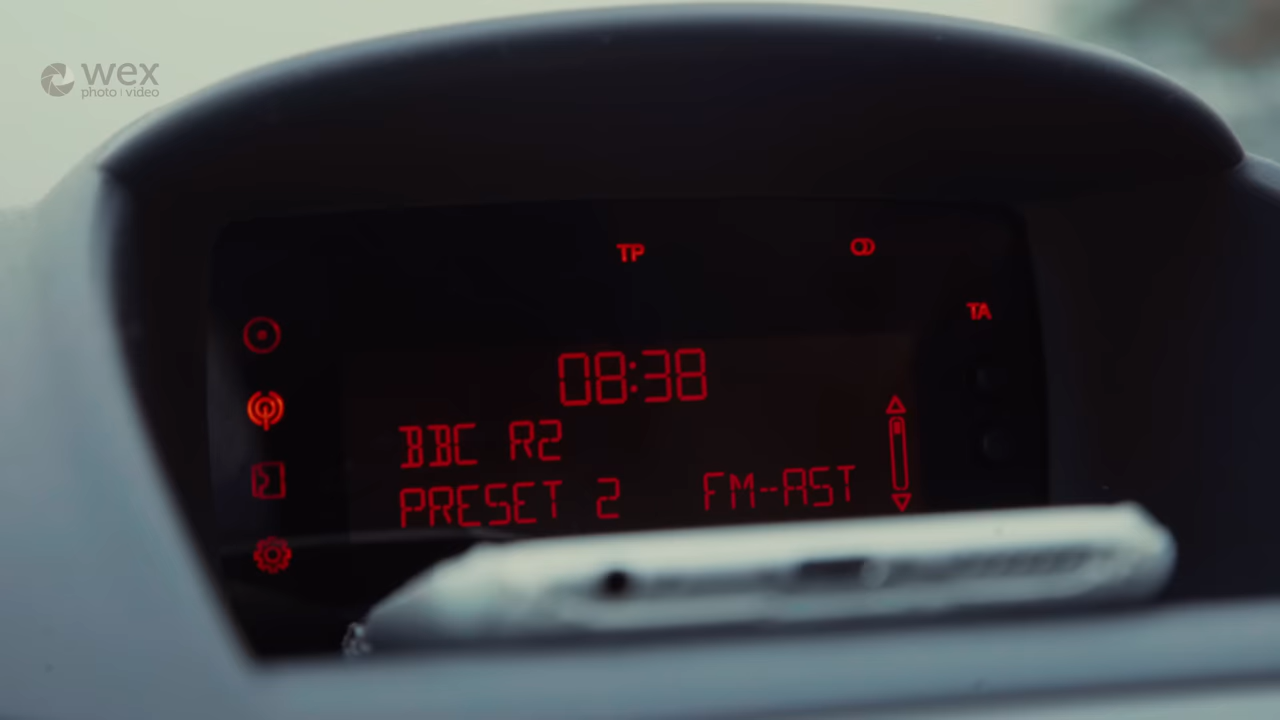 wex
photo | video
TP
TA
08:38
BBC R2
PRESET 2 FM-AST